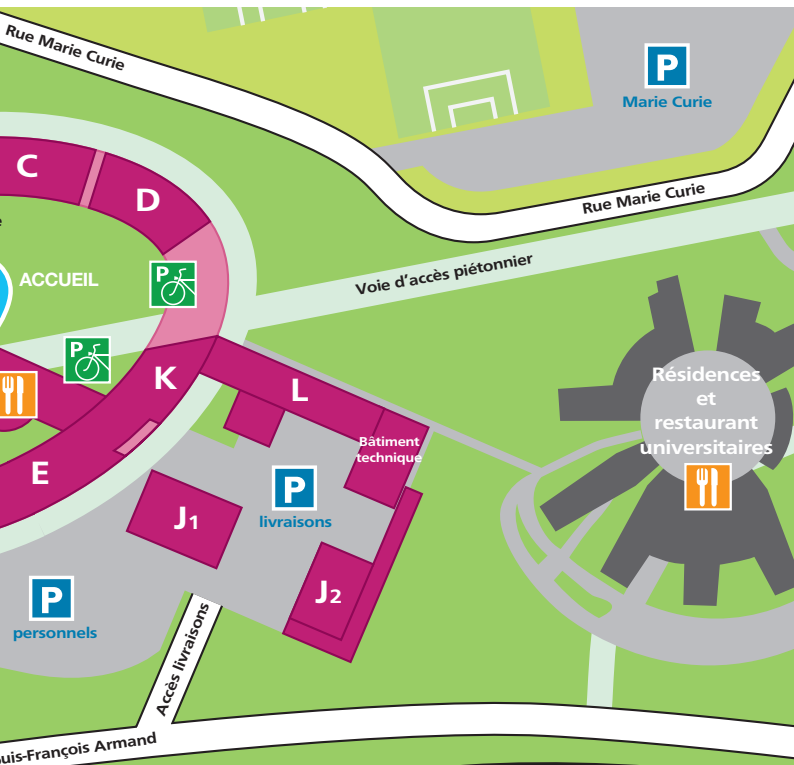 Rue Marie Curie
P
Marie Curie
C
D
Rue Marie Curie
ACCUEIL
P
Voie d’accès piétonnier
P
K
L
Résidences
et
restaurant
universitaires
Bâtiment
technique
E
P
livraisons
J1
J2
P
personnels
Accès livraisons
uis-François Armand